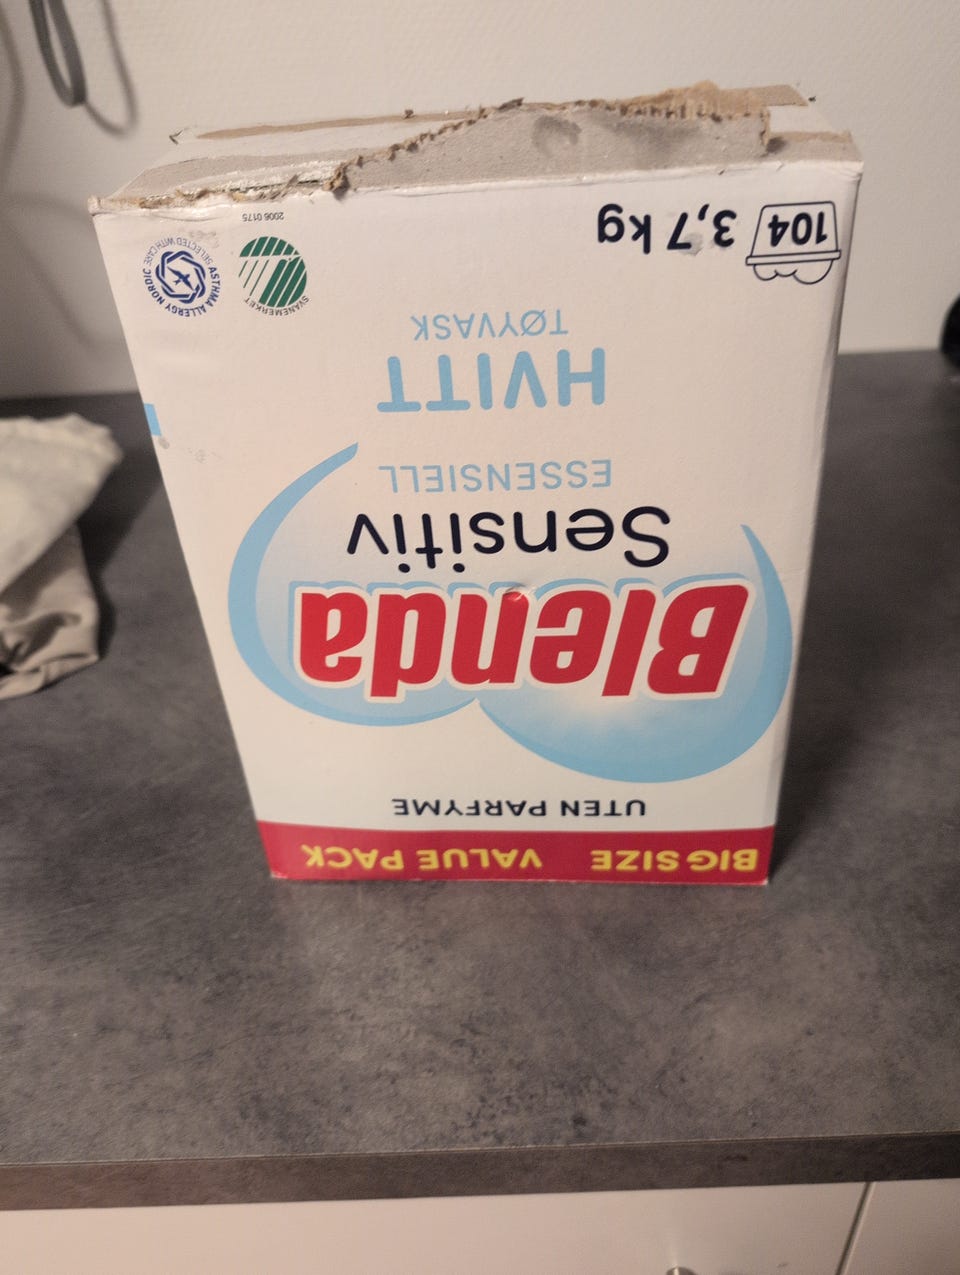 BIG SIZE VALUE PACK
UTEN PARFYME
Blenda
Sensitiv
ESSENSIELL
HVITT
TØYVASK
104 3,7 kg
SVANEMERKET
2006 0175
ASTHMA ALLERGY NORDIC
SELECTED WITH CARE